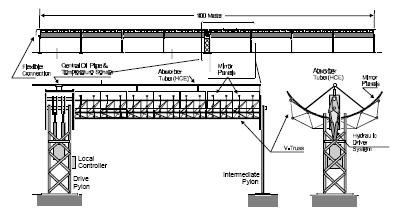 100 Meter
Flexible
Connection
Central Oil Pipe &
Temperature Sensor
Absorber
Tube (HCE)
Mirror
Panels
Absorber
Tube (HCE)
Mirror
Panels
V-Truss
Hydraulic
Drive
System
Local
Controller
Drive
Pylon
Intermediate
Pylon